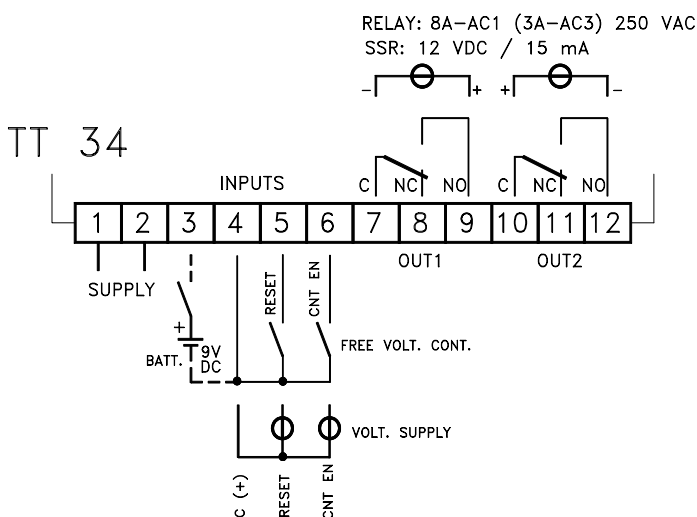 RELAY: 8A-AC1 (3A-AC3) 250 VAC
SSR: 12 VDC / 15 mA
- + + -
TT 34
INPUTS
C NC NO C NC NO
1 2 3 4 5 6 7 8 9 10 11 12
SUPPLY
OUT1
OUT2
RESET
CNT EN
+
9V
DC
BATT.
FREE VOLT. CONT.
VOLT. SUPPLY
C (+)
RESET
CNT EN